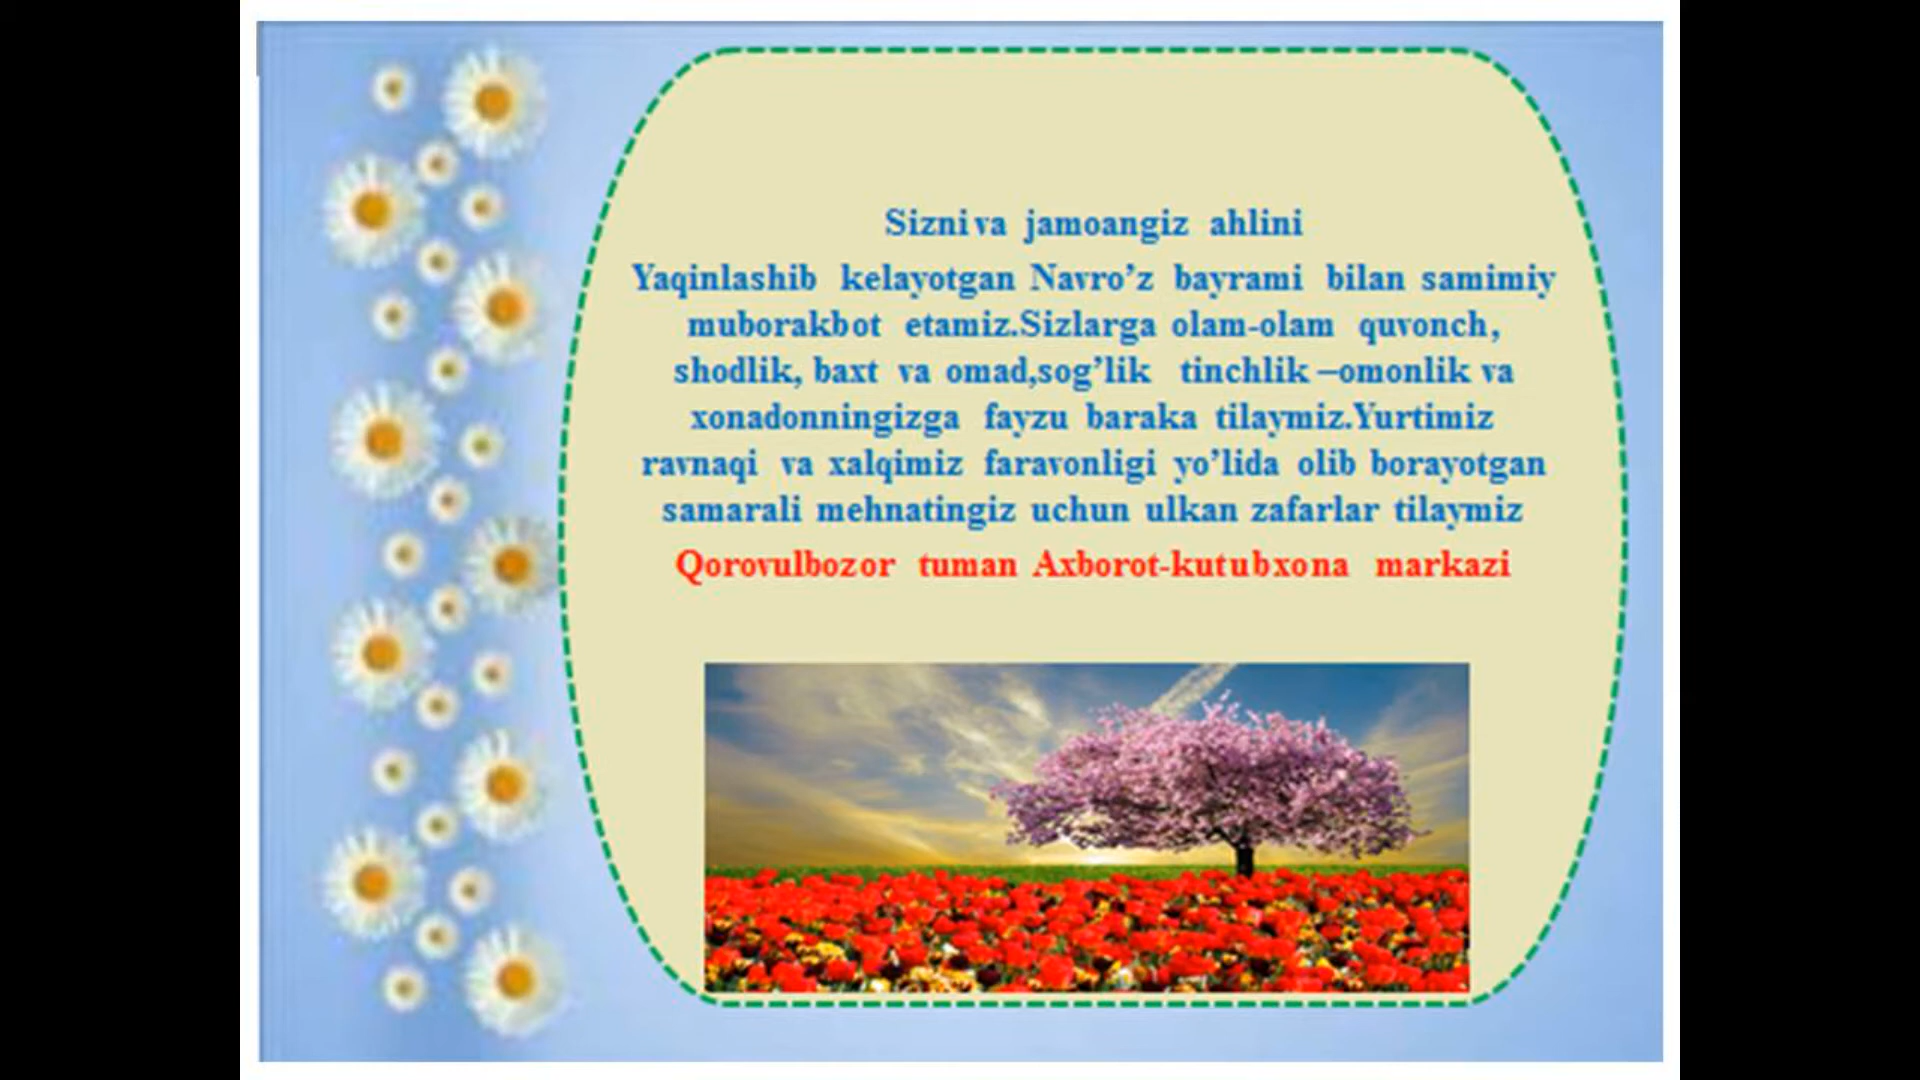 Sizni va jamoangiz ahlini
Yaqinlashib kelayotgan Navro’z bayrami bilan samimiy
muborakbot etamiz.Sizlarga olam-olam quvonch,
shodlik, baxt va omad,sog’lik tinchlik –omonlik va
xonadonningizga fayzu baraka tilaymiz.Yurtimiz
ravnaqi va xalqimiz faravonligi yo’lida olib borayotgan
samarali mehnatingiz uchun ulkan zafarlar tilaymiz
Qorovulbozor tuman Axborot-kutubxona markazi